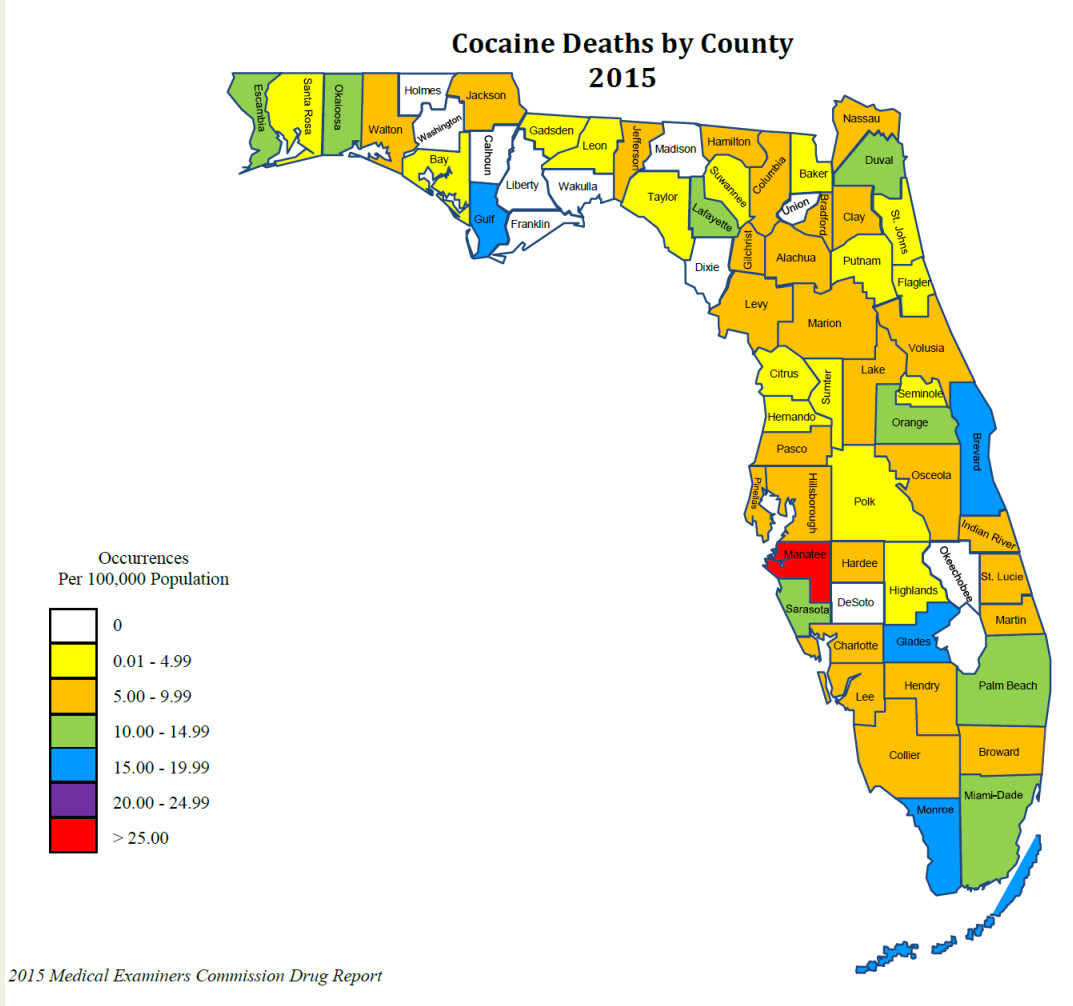 Cocaine Deaths by County
2015
Escambia
Santa Rosa
Okaloosa
Walton
Holmes
Washington
Jackson
Bay
Calhoun
Gulf
Liberty
Gadsden
Leon
Wakulla
Franklin
Jefferson
Madison
Taylor
Hamilton
Suwannee
Lafayette
Dixie
Columbia
Gilchrist
Levy
Baker
Union
Bradford
Alachua
Nassau
Duval
Clay
St. Johns
Putnam
Flagler
Marion
Volusia
Citrus
Sumter
Lake
Seminole
Hernando
Orange
Brevard
Pasco
Pinellas
Hillsborough
Polk
Osceola
Indian River
Manatee
Hardee
Highlands
Okeechobee
St. Lucie
Sarasota
DeSoto
Martin
Charlotte
Glades
Lee
Hendry
Palm Beach
Collier
Broward
Monroe
Miami-Dade
Occurrences
Per 100,000 Population
0
0.01 - 4.99
5.00 - 9.99
10.00 - 14.99
15.00 - 19.99
20.00 - 24.99
> 25.00
2015 Medical Examiners Commission Drug Report